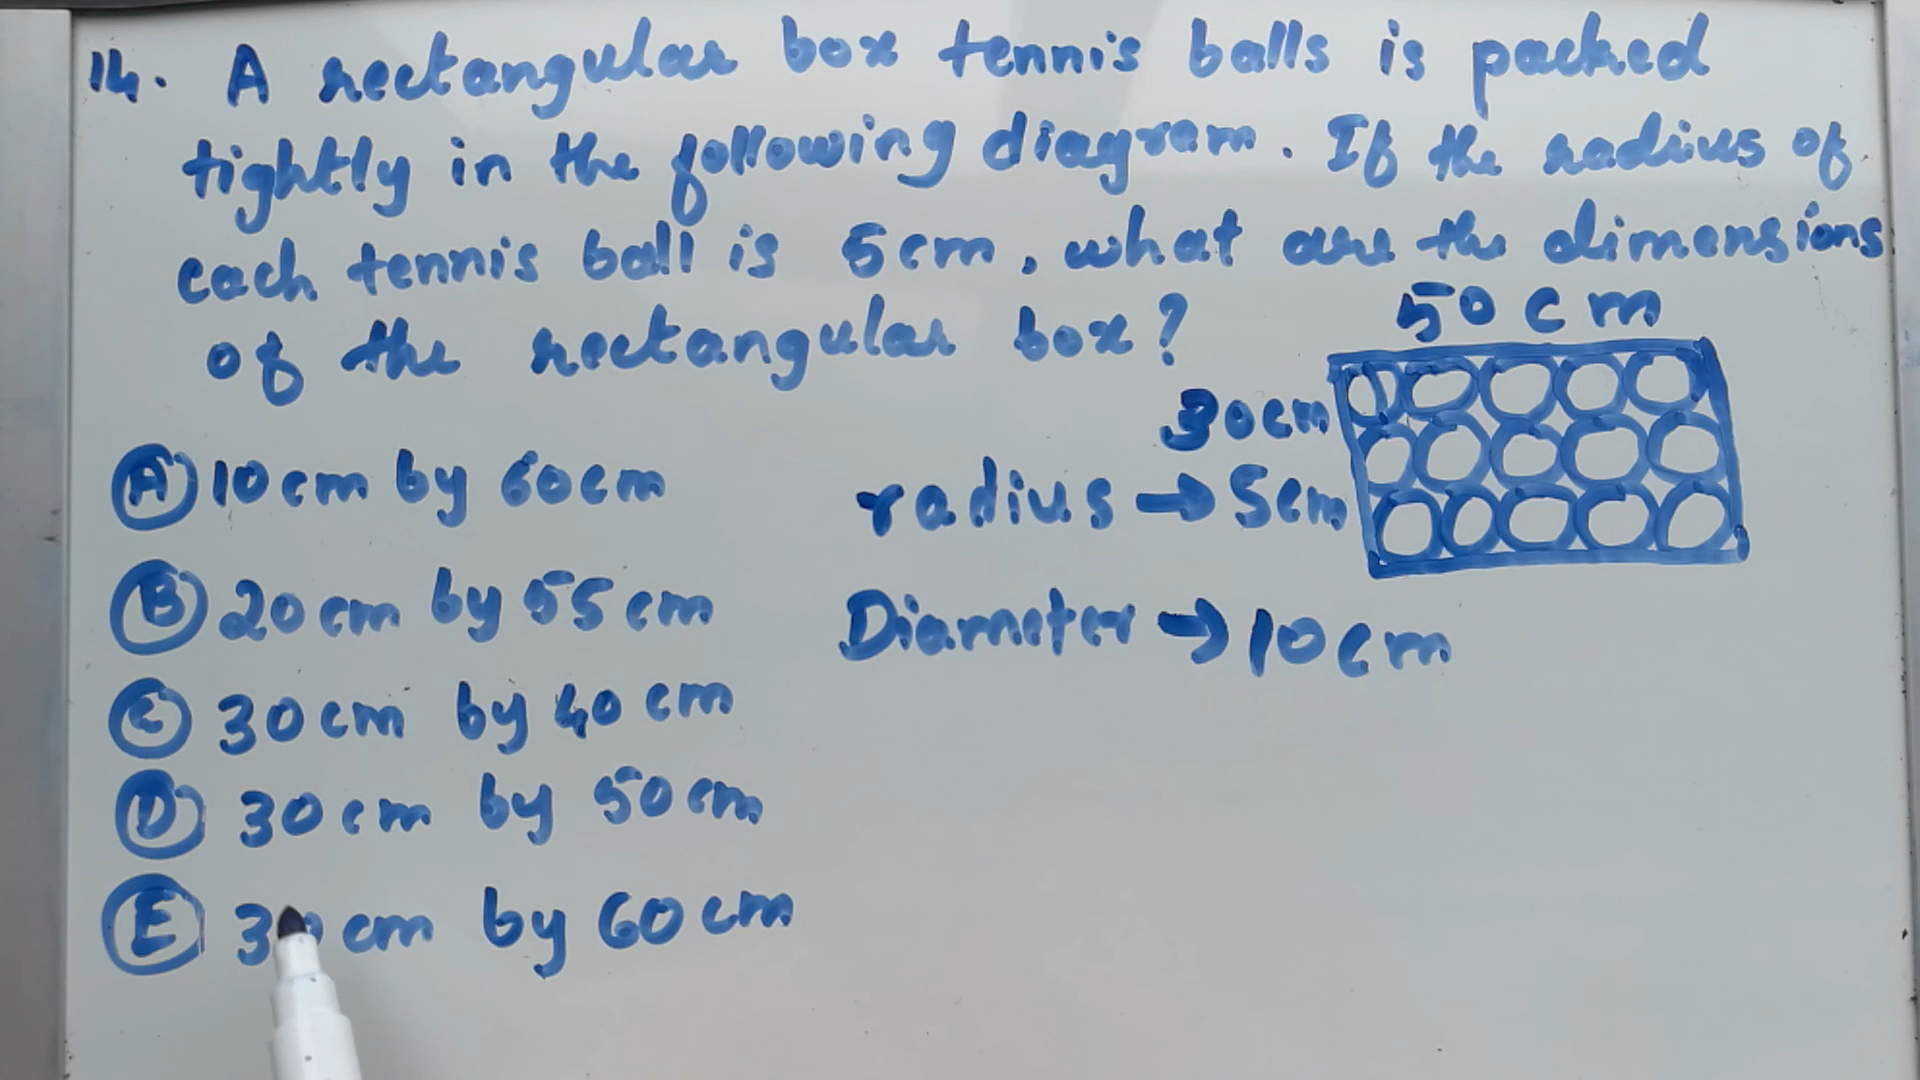 14. A rectangular box tennis balls is packed
tightly in the following diagram. If the radius of
each tennis ball is 5cm, what are the dimensions
of the rectangular box?
50 cm
30cm
(A) 10cm by 60cm
radius → 5cm
(B) 20cm by 55cm
Diameter → 10cm
(C) 30cm by 40cm
(D) 30cm by 50cm
(E) 30cm by 60cm